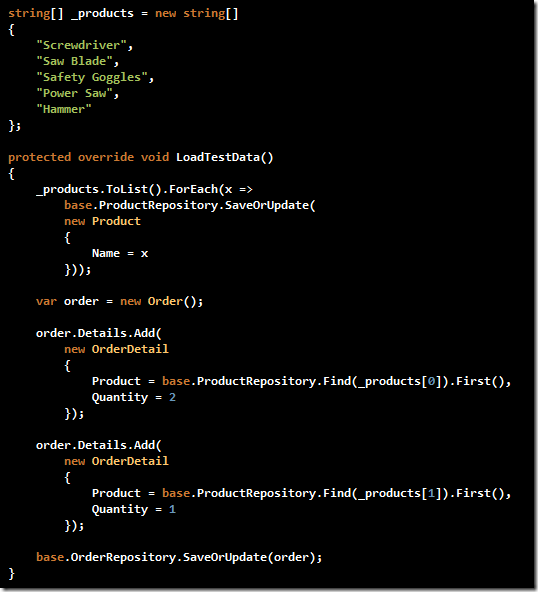 string[] _products = new string[]
{
    "Screwdriver",
    "Saw Blade",
    "Safety Goggles",
    "Power Saw",
    "Hammer"
};

protected override void LoadTestData()
{
    _products.ToList().ForEach(x =>
        base.ProductRepository.SaveOrUpdate(
        new Product
        {
            Name = x
        }));

    var order = new Order();

    order.Details.Add(
        new OrderDetail
        {
            Product = base.ProductRepository.Find(_products[0]).First(),
            Quantity = 2
        });

    order.Details.Add(
        new OrderDetail
        {
            Product = base.ProductRepository.Find(_products[1]).First(),
            Quantity = 1
        });

    base.OrderRepository.SaveOrUpdate(order);
}